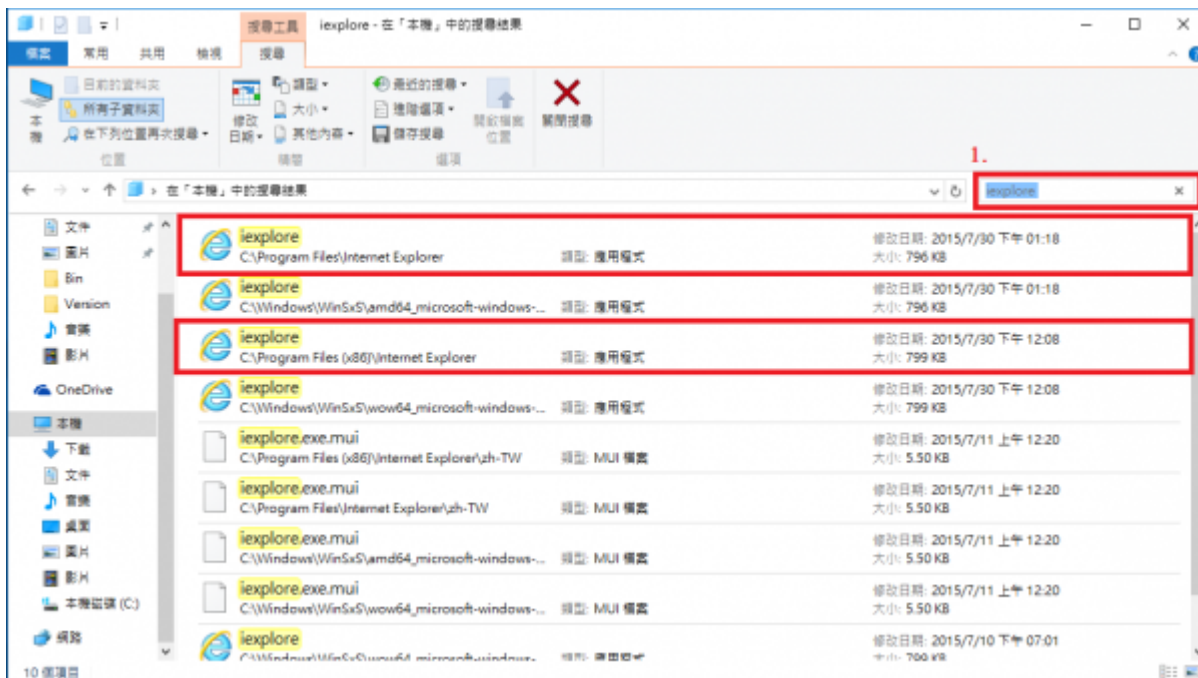 搜尋工具 iexplore - 在「本機」中的搜尋結果
檔案 常用 共用 檢視 搜尋
本機
目前的資料夾
所有子資料夾
在下列位置再次搜尋
位置
修改日期
類型
大小
其他內容
精簡
最近的搜尋
進階選項
儲存搜尋
開啟檔案位置
選項
關閉搜尋
1.
在「本機」中的搜尋結果 iexplore
文件
圖片
Bin
Version
音樂
影片
OneDrive
本機
下載
文件
音樂
桌面
圖片
影片
本機磁碟 (C:)
網路
iexplore 修改日期: 2015/7/30 下午 01:18
C:\Program Files\Internet Explorer 類型: 應用程式 大小: 796 KB
iexplore 修改日期: 2015/7/30 下午 01:18
C:\Windows\WinSxS\amd64_microsoft-windows-... 類型: 應用程式 大小: 796 KB
iexplore 修改日期: 2015/7/30 下午 12:08
C:\Program Files (x86)\Internet Explorer 類型: 應用程式 大小: 799 KB
iexplore 修改日期: 2015/7/30 下午 12:08
C:\Windows\WinSxS\wow64_microsoft-windows-... 類型: 應用程式 大小: 799 KB
iexplore.exe.mui 修改日期: 2015/7/11 上午 12:20
C:\Program Files (x86)\Internet Explorer\zh-TW 類型: MUI 檔案 大小: 5.50 KB
iexplore.exe.mui 修改日期: 2015/7/11 上午 12:20
C:\Program Files\Internet Explorer\zh-TW 類型: MUI 檔案 大小: 5.50 KB
iexplore.exe.mui 修改日期: 2015/7/11 上午 12:20
C:\Windows\WinSxS\amd64_microsoft-windows-... 類型: MUI 檔案 大小: 5.50 KB
iexplore.exe.mui 修改日期: 2015/7/11 上午 12:20
C:\Windows\WinSxS\wow64_microsoft-windows-... 類型: MUI 檔案 大小: 5.50 KB
iexplore 修改日期: 2015/7/10 下午 07:01
C:\Windows\WinSxS\wow64_microsoft-windows-... 類型: 應用程式 大小: 799 KB
10 個項目